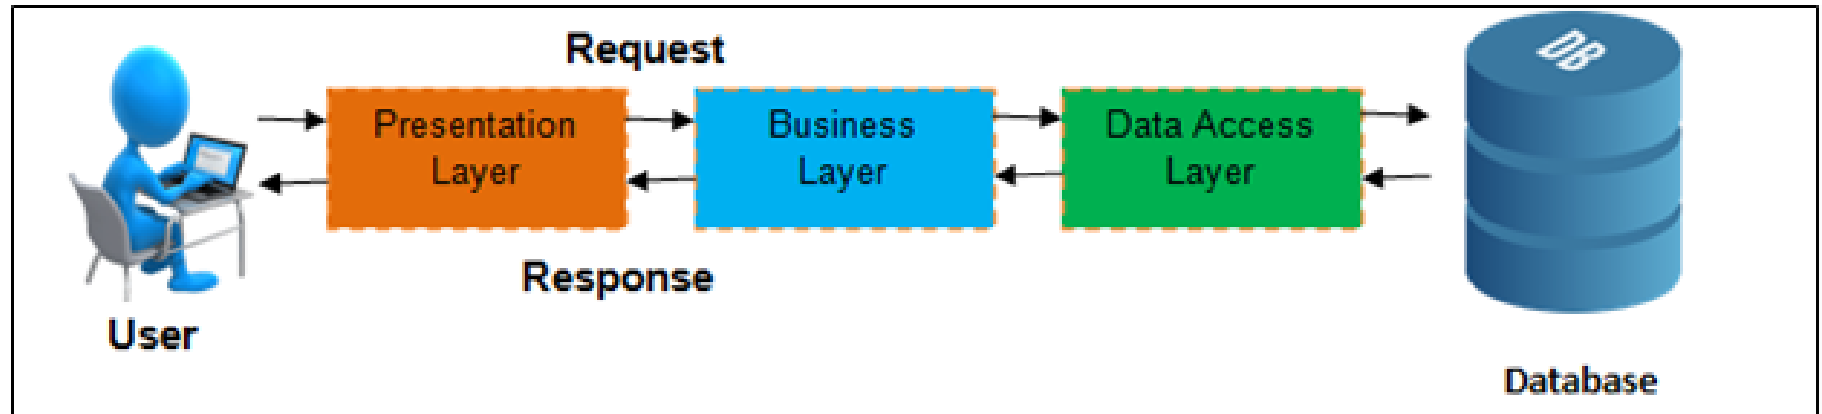 Request
Presentation
Layer
Business
Layer
Data Access
Layer
DB
Response
User
Database